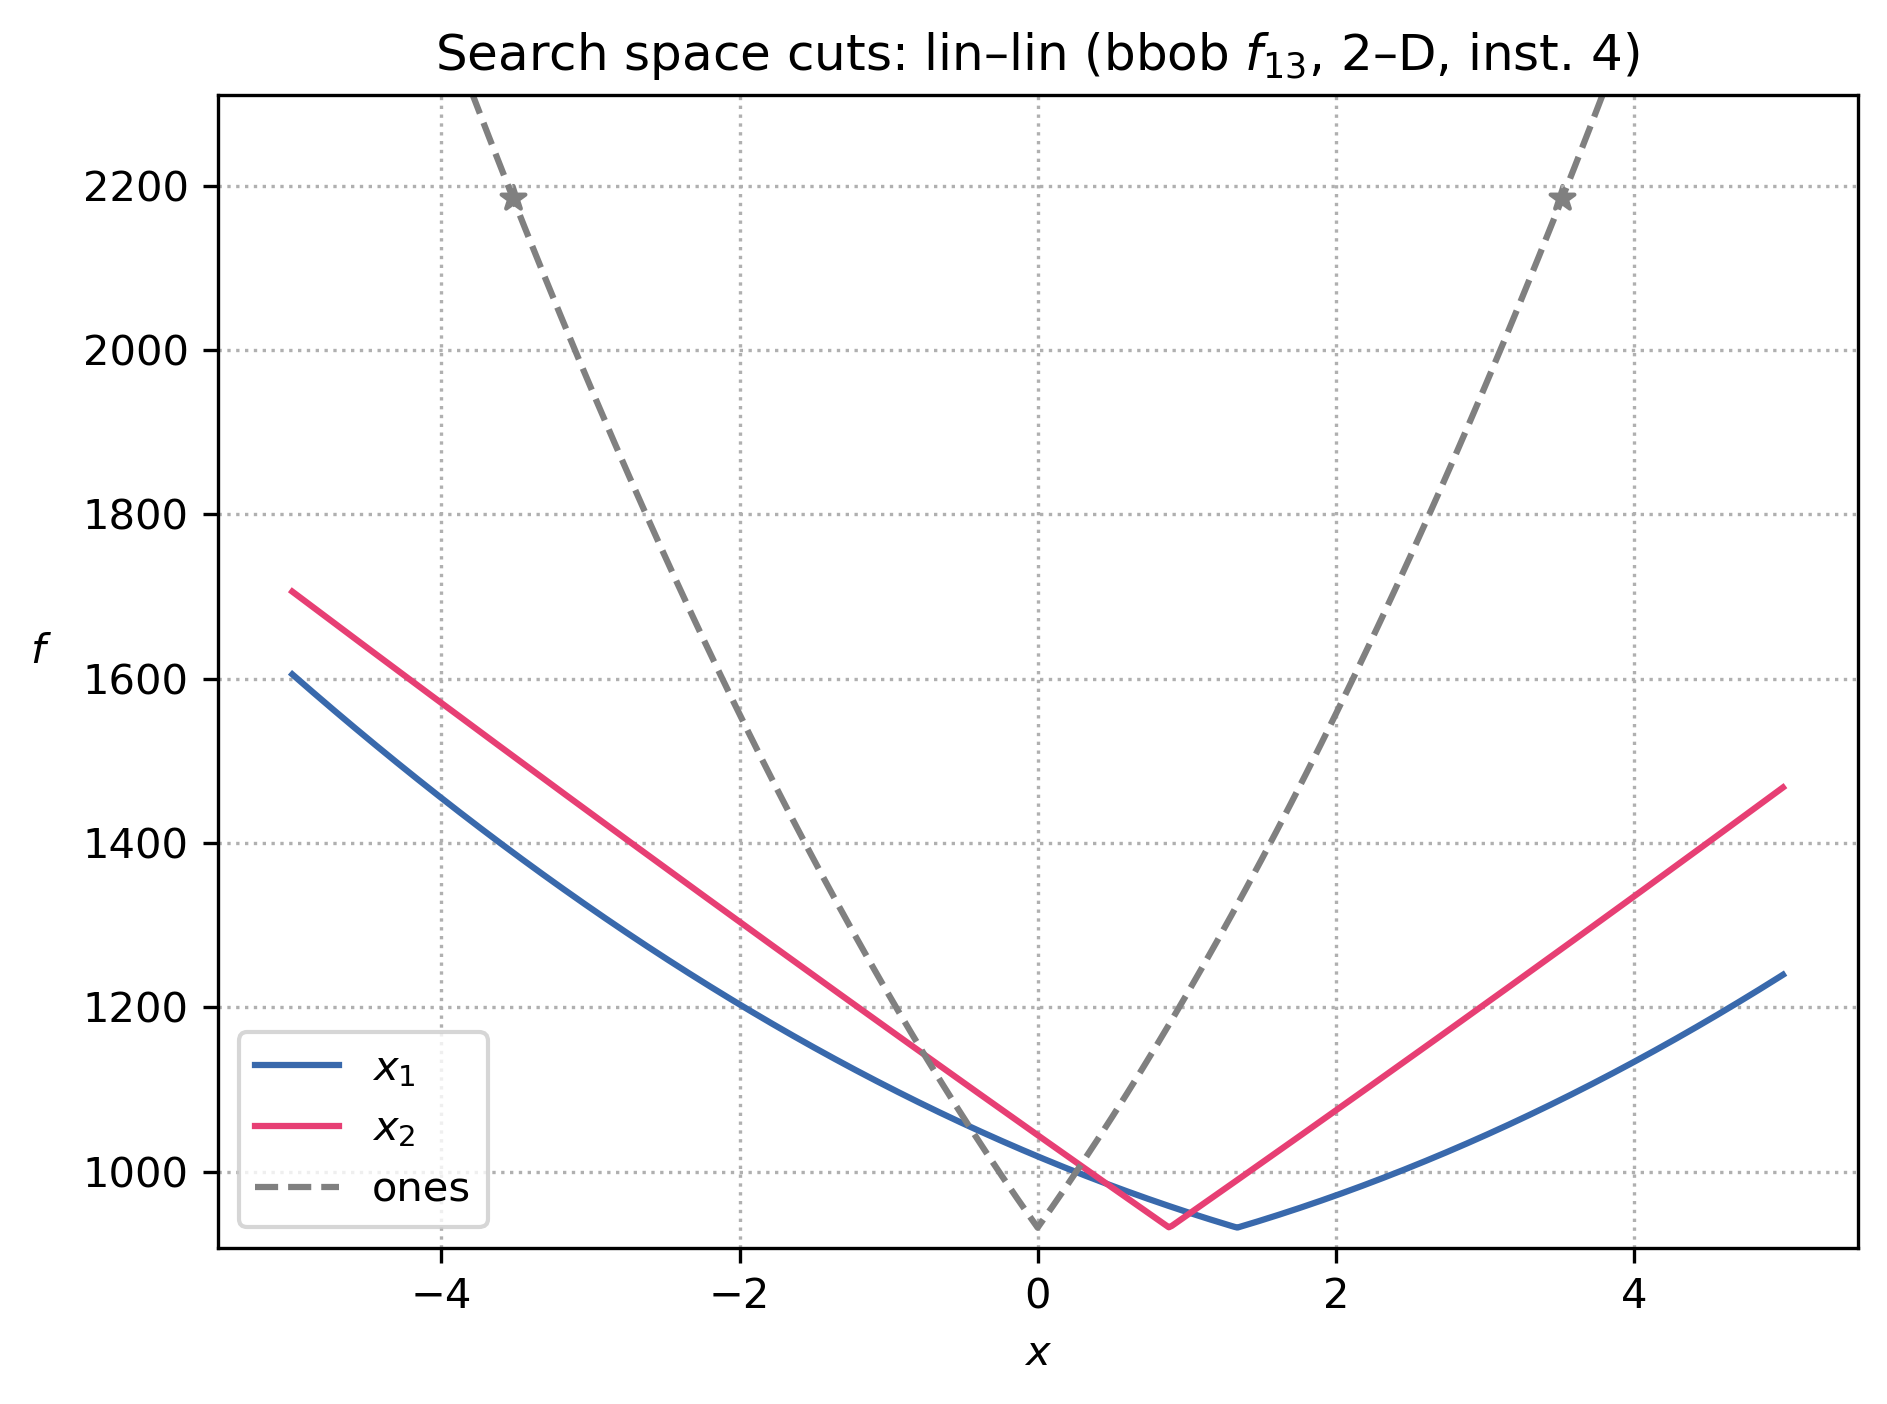 Search space cuts: lin–lin (bbob f₁₃, 2–D, inst. 4)
2200
2000
1800
1600
1400
1200
1000
f
x₁
x₂
ones
−4
−2
0
2
4
x